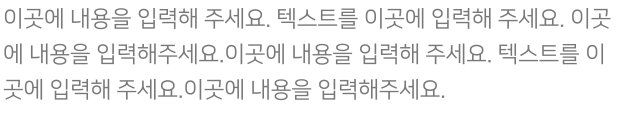 이곳에 내용을 입력해 주세요. 텍스트를 이곳에 입력해 주세요. 이곳
에 내용을 입력해주세요.이곳에 내용을 입력해 주세요. 텍스트를 이
곳에 입력해 주세요.이곳에 내용을 입력해주세요.